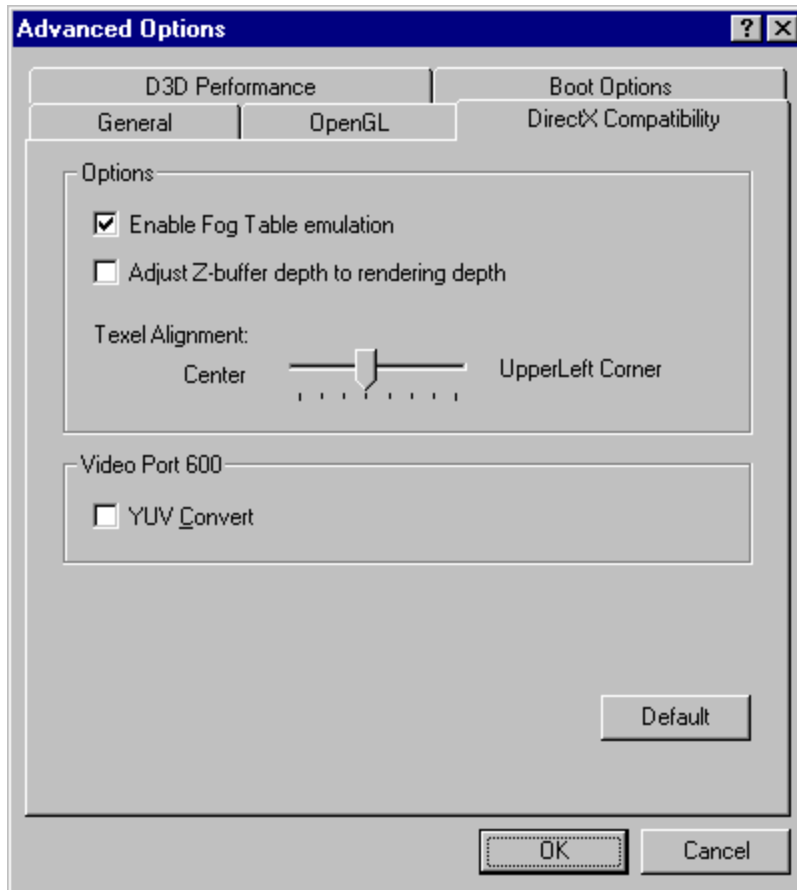 Advanced Options
D3D Performance Boot Options
General OpenGL DirectX Compatibility
Options
Enable Fog Table emulation
Adjust Z-buffer depth to rendering depth
Texel Alignment:
Center UpperLeft Corner
Video Port 600
YUV Convert
Default
OK Cancel